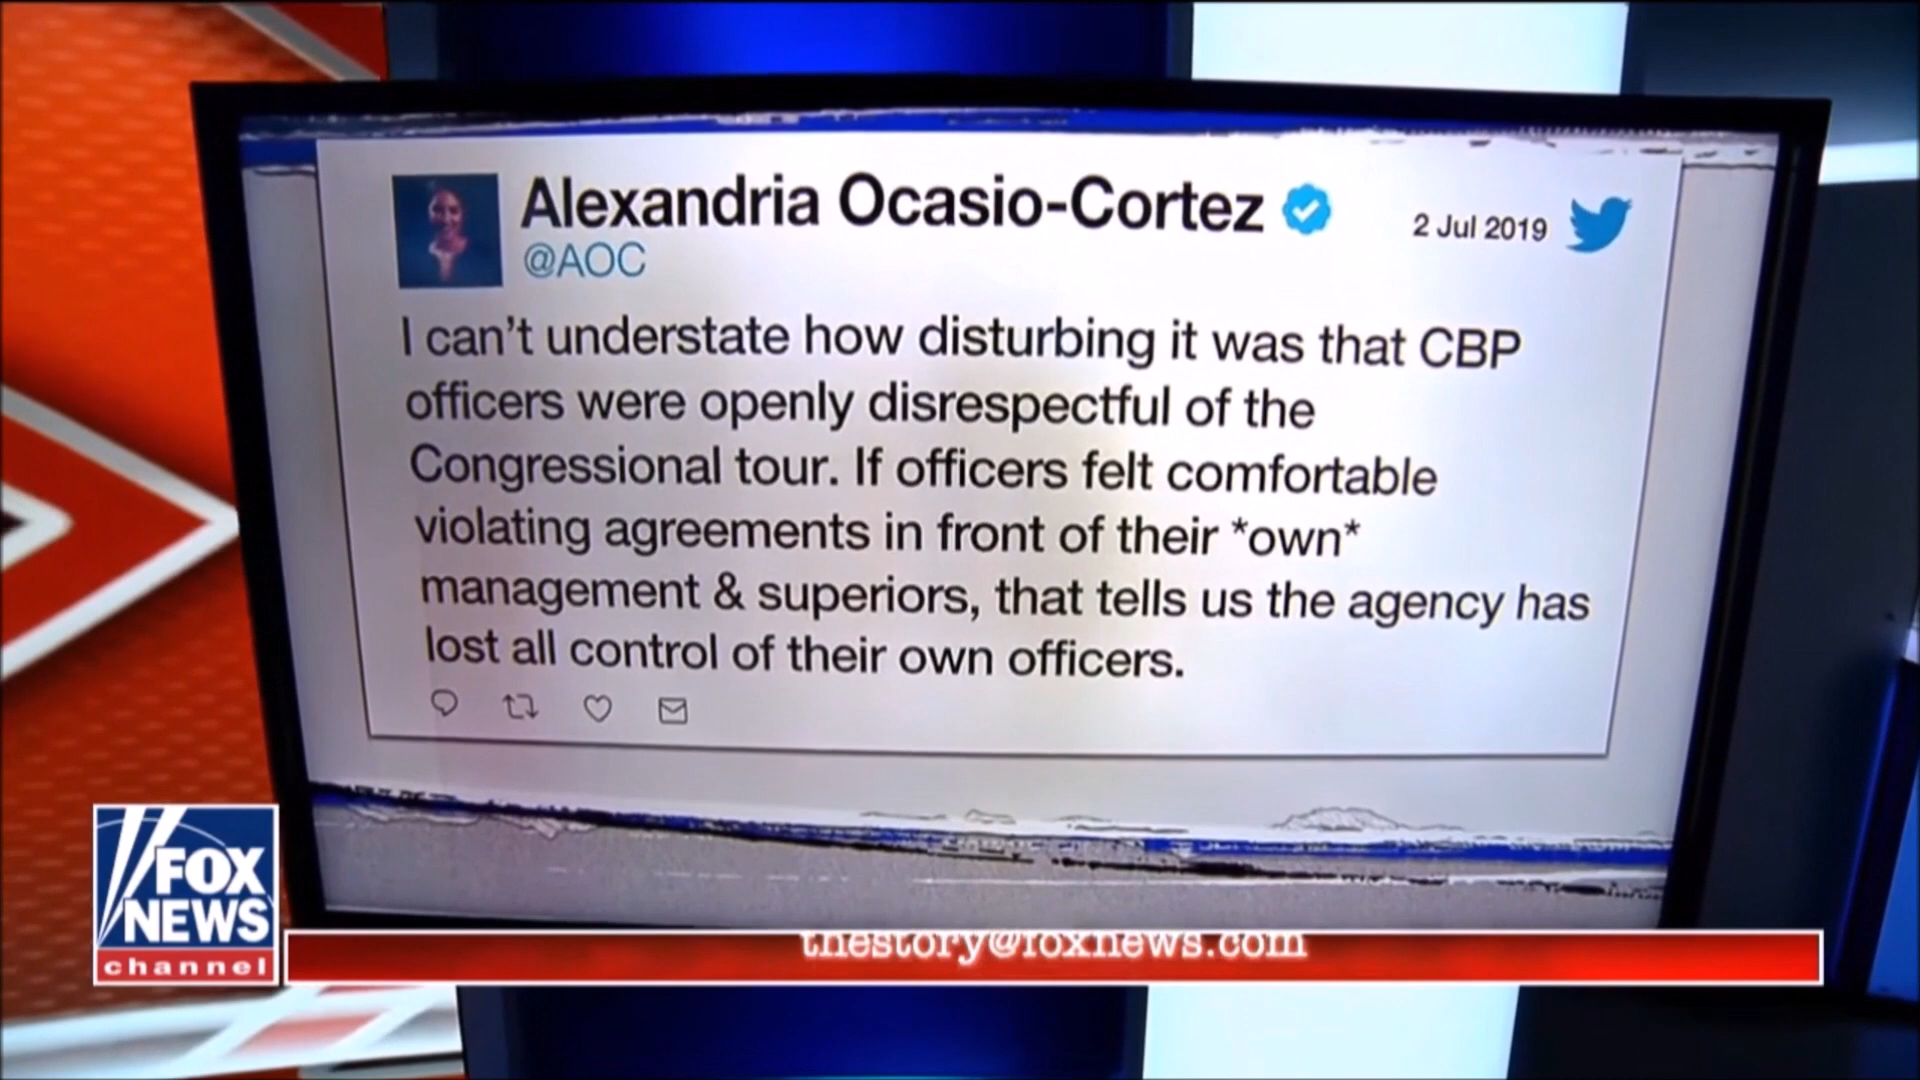 Alexandria Ocasio-Cortez
2 Jul 2019
@AOC
I can't understate how disturbing it was that CBP
officers were openly disrespectful of the
Congressional tour. If officers felt comfortable
violating agreements in front of their *own*
management & superiors, that tells us the agency has
lost all control of their own officers.
FOX
NEWS
channel
thestory@foxnews.com